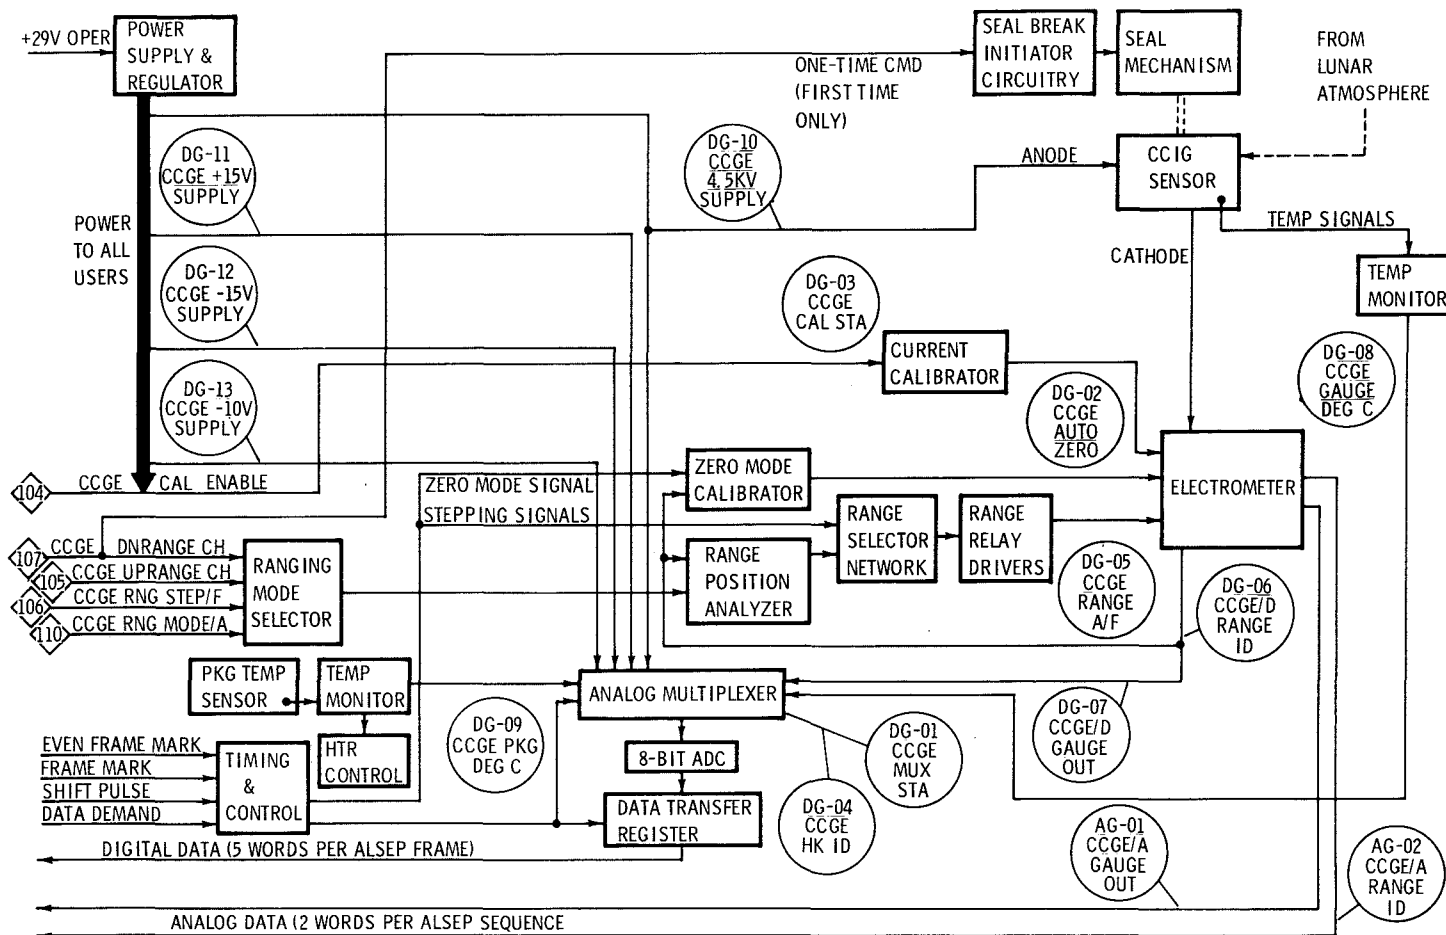 +29V OPER
POWER
SUPPLY &
REGULATOR
SEAL BREAK
INITIATOR
CIRCUITRY
SEAL
MECHANISM
FROM
LUNAR
ATMOSPHERE
ONE-TIME CMD
(FIRST TIME
ONLY)
DG-11
CCGE +15V
SUPPLY
DG-10
CCGE
4.5KV
SUPPLY
ANODE
CCIG
SENSOR
POWER
TO ALL
USERS
TEMP SIGNALS
CATHODE
TEMP
MONITOR
DG-12
CCGE -15V
SUPPLY
DG-03
CCGE
CAL STA
CURRENT
CALIBRATOR
DG-08
CCGE
GAUGE
DEG C
DG-13
CCGE -10V
SUPPLY
DG-02
CCGE
AUTO
ZERO
104
CCGE CAL ENABLE
ZERO MODE SIGNAL
STEPPING SIGNALS
ZERO MODE
CALIBRATOR
ELECTROMETER
107
CCGE DNRANGE CH
105
CCGE UPRANGE CH
106
CCGE RNG STEP/F
110
CCGE RNG MODE/A
RANGING
MODE
SELECTOR
RANGE
POSITION
ANALYZER
RANGE
SELECTOR
NETWORK
RANGE
RELAY
DRIVERS
DG-05
CCGE
RANGE
A/F
DG-06
CCGE/D
RANGE
ID
PKG TEMP
SENSOR
TEMP
MONITOR
HTR
CONTROL
DG-09
CCGE PKG
DEG C
ANALOG MULTIPLEXER
DG-01
CCGE
MUX
STA
DG-07
CCGE/D
GAUGE
OUT
8-BIT ADC
EVEN FRAME MARK
FRAME MARK
SHIFT PULSE
DATA DEMAND
TIMING
&
CONTROL
DATA TRANSFER
REGISTER
DG-04
CCGE
HK ID
AG-01
CCGE/A
GAUGE
OUT
AG-02
CCGE/A
RANGE
ID
DIGITAL DATA (5 WORDS PER ALSEP FRAME)
ANALOG DATA (2 WORDS PER ALSEP SEQUENCE